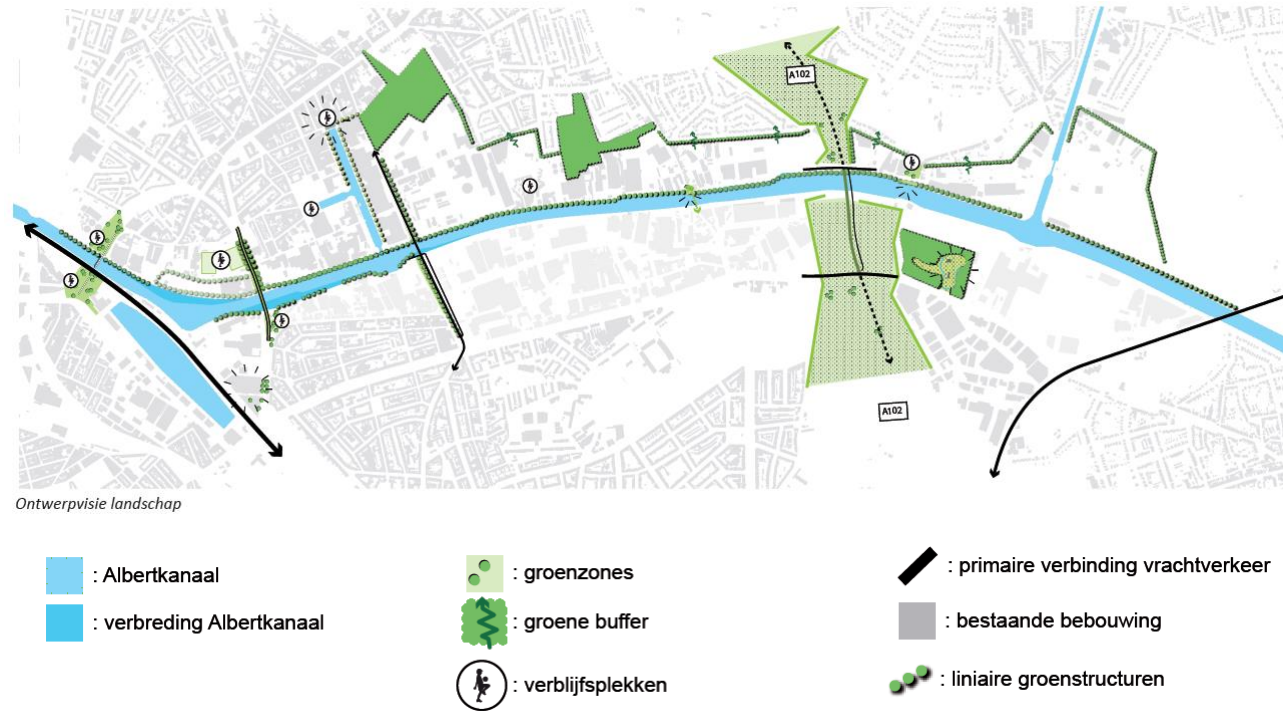 A102
A102
Ontwerpvisie landschap
: Albertkanaal
: verbreding Albertkanaal
: groenzones
: groene buffer
: verblijfsplekken
: primaire verbinding vrachtverkeer
: bestaande bebouwing
: liniaire groenstructuren